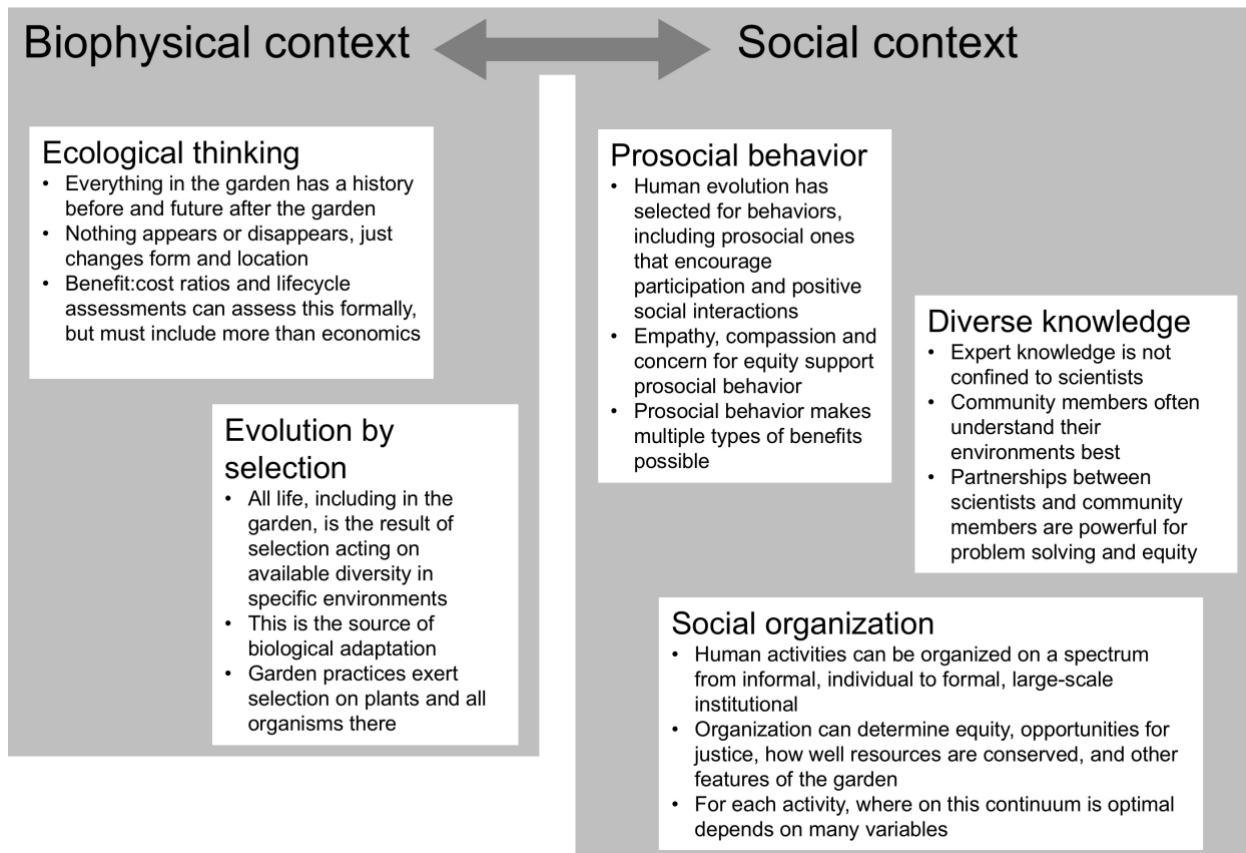 Biophysical context
Social context
Ecological thinking
• Everything in the garden has a history
before and future after the garden
• Nothing appears or disappears, just
changes form and location
• Benefit:cost ratios and lifecycle
assessments can assess this formally,
but must include more than economics
Evolution by
selection
• All life, including in the
garden, is the result of
selection acting on
available diversity in
specific environments
• This is the source of
biological adaptation
• Garden practices exert
selection on plants and all
organisms there
Prosocial behavior
• Human evolution has
selected for behaviors,
including prosocial ones
that encourage
participation and positive
social interactions
• Empathy, compassion and
concern for equity support
prosocial behavior
• Prosocial behavior makes
multiple types of benefits
possible
Diverse knowledge
• Expert knowledge is not
confined to scientists
• Community members often
understand their
environments best
• Partnerships between
scientists and community
members are powerful for
problem solving and equity
Social organization
• Human activities can be organized on a spectrum
from informal, individual to formal, large-scale
institutional
• Organization can determine equity, opportunities for
justice, how well resources are conserved, and other
features of the garden
• For each activity, where on this continuum is optimal
depends on many variables